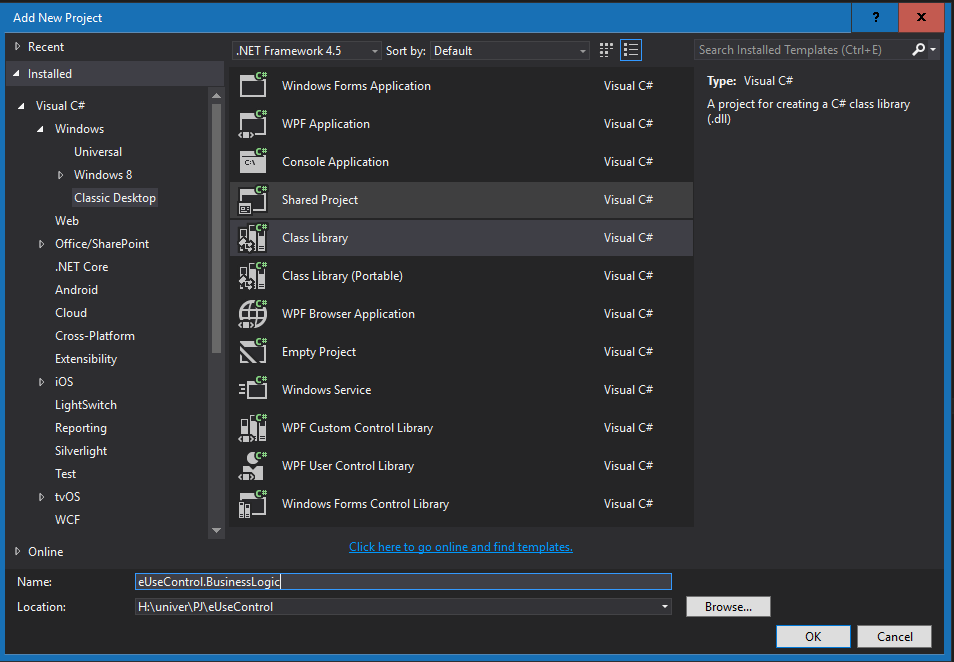 Add New Project
? x
Recent
.NET Framework 4.5 Sort by: Default
Search Installed Templates (Ctrl+E)
Installed
Visual C#
Windows
Universal
Windows 8
Classic Desktop
Web
Office/SharePoint
.NET Core
Android
Cloud
Cross-Platform
Extensibility
iOS
LightSwitch
Reporting
Silverlight
Test
tvOS
WCF
Online
C# Windows Forms Application Visual C#
C# WPF Application Visual C#
C# C:\ Console Application Visual C#
C# Shared Project Visual C#
C# Class Library Visual C#
C# Class Library (Portable) Visual C#
C# WPF Browser Application Visual C#
C# Empty Project Visual C#
C# Windows Service Visual C#
C# WPF Custom Control Library Visual C#
C# WPF User Control Library Visual C#
C# Windows Forms Control Library Visual C#
Click here to go online and find templates.
Type: Visual C#
A project for creating a C# class library
(.dll)
Name: eUseControl.BusinessLogic
Location: H:\univer\PJ\eUseControl Browse...
OK Cancel